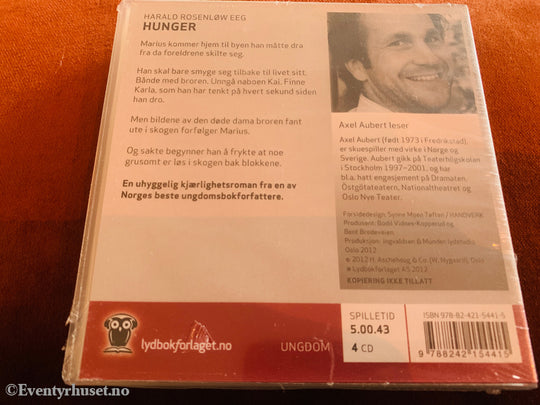 HARALD ROSENLØW EEG
HUNGER
Marius kommer hjem til byen han måtte dra
fra da foreldrene skilte seg.
Han skal bare smyge seg tilbake til livet sitt.
Bånde med broren. Unngå naboen Kai. Finne
Karla, som han har tenkt på hvert sekund siden
han dro.
Men bildene av den døde dama broren fant
ute i skogen forfølger Marius.
Og sakte begynner han å frykte at noe
grusomt er løs i skogen bak blokkene.
En uhyggelig kjærlighetsroman fra en av
Norges beste ungdomsbokforfattere.
Axel Aubert leser
Axel Aubert (født 1973 i Fredrikstad),
er skuespiller med virke i Norge og
Sverige. Aubert gikk på Teaterhögskolan
i Stockholm 1997–2001, og har
bl.a. hatt engasjement på Dramaten,
Östgötateatern, Nationaltheatret og
Oslo Nye Teater.
Forsidedesign: Synne Moen Tøften / HANDVERK
Produsent: Bodil Vidnes-Kopperud og
Bent Brodeveien
Produksjon: Ingvaldsen & Munden lydstudio,
Oslo 2012
© 2012 H. Aschehoug & Co. (W. Nygaard), Oslo
Lydbokforlaget AS 2012
KOPIERING IKKE TILLATT
lydbokforlaget.no
UNGDOM
SPILLETID
5.00.43
4 CD
ISBN 978-82-421-5441-5
9 788242 154415
©Eventyrhuset.no